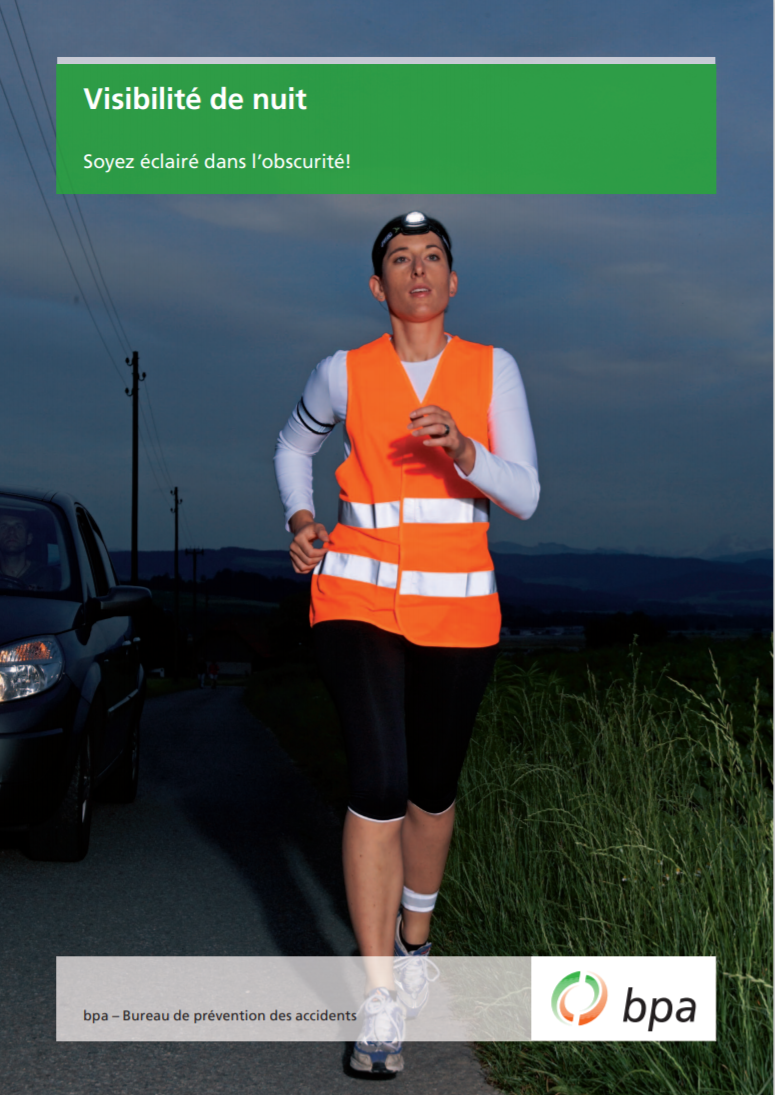 Visibilité de nuit
Soyez éclairé dans l’obscurité!
bpa – Bureau de prévention des accidents
bpa